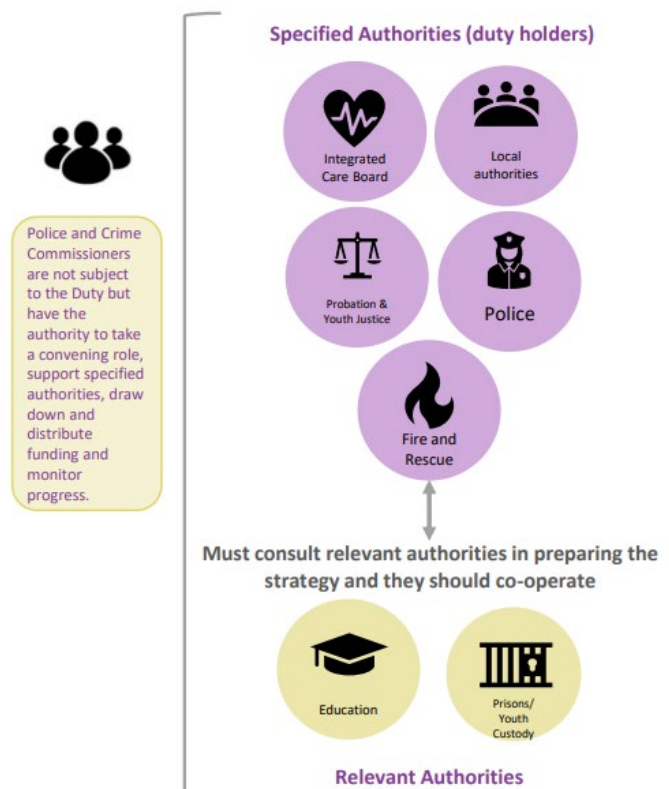 Specified Authorities (duty holders)
Integrated
Care Board
Local
authorities
Police and Crime
Commissioners
are not subject
to the Duty but
have the
authority to take
a convening role,
support specified
authorities, draw
down and
distribute
funding and
monitor
progress.
Probation &
Youth Justice
Police
Fire and
Rescue
Must consult relevant authorities in preparing the
strategy and they should co-operate
Education
Prisons/
Youth
Custody
Relevant Authorities